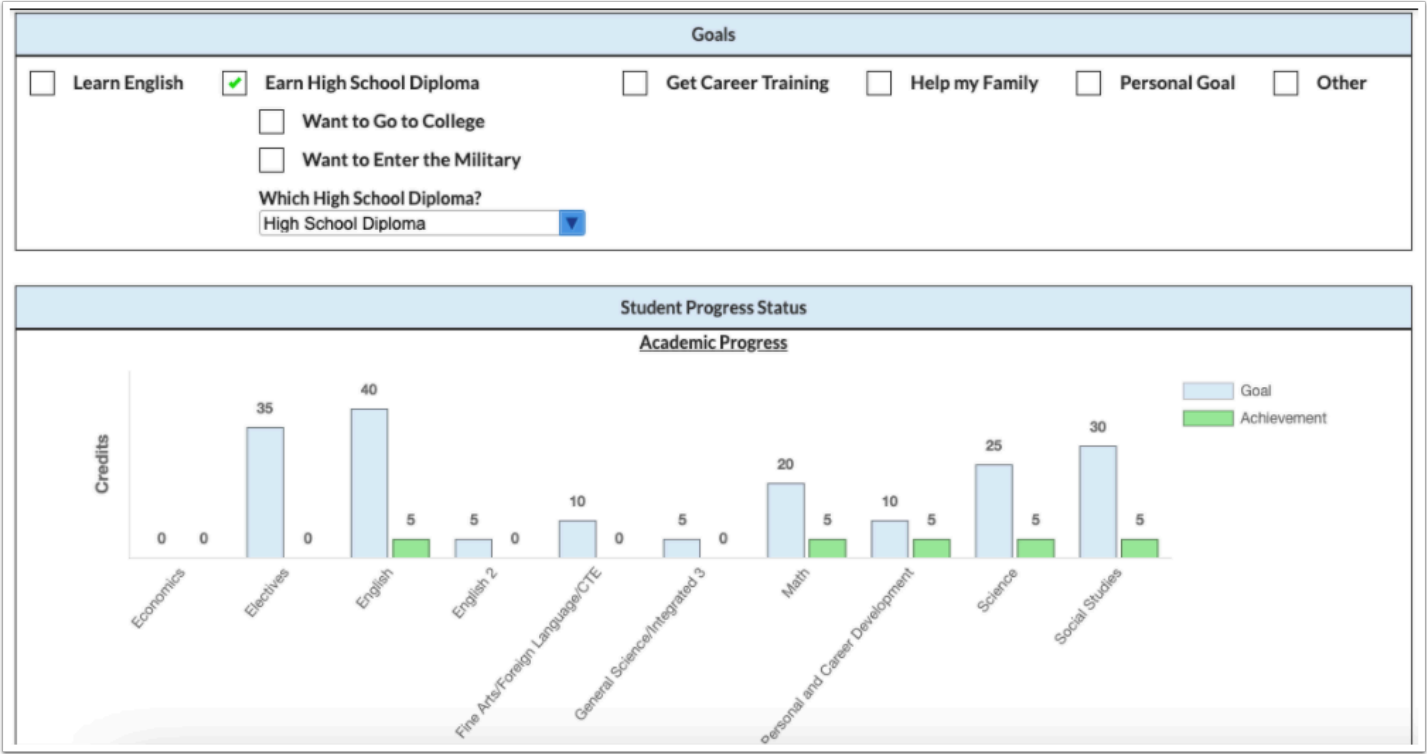 Goals
Learn English Earn High School Diploma Get Career Training Help my Family Personal Goal Other
Want to Go to College
Want to Enter the Military
Which High School Diploma?
High School Diploma
Student Progress Status
Academic Progress
Credits
0 0 35 0 40 5 5 0 10 0 5 0 20 5 10 5 25 5 30 5
Economics
Electives
English
English 2
Fine Arts/Foreign Language/CTE
General Science/Integrated 3
Math
Personal and Career Development
Science
Social Studies
Goal
Achievement